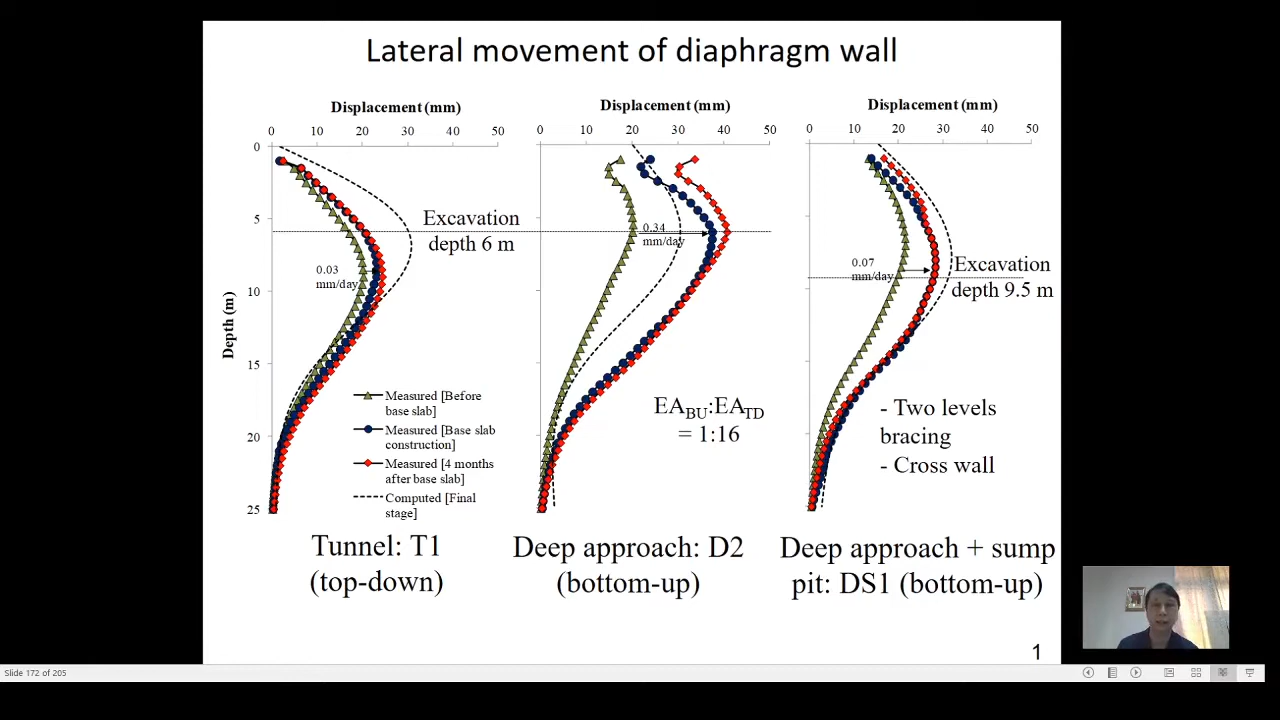 Lateral movement of diaphragm wall
Displacement (mm)
0 10 20 30 40 50
Depth (m)
0
5
10
15
20
25
0.03
mm/day
Excavation
depth 6 m
Measured [Before
base slab]
Measured [Base slab
construction]
Measured [4 months
after base slab]
Computed [Final
stage]
Tunnel: T1
(top-down)
Displacement (mm)
0 10 20 30 40 50
0.34
mm/day
EABU:EATD
= 1:16
Deep approach: D2
(bottom-up)
Displacement (mm)
0 10 20 30 40 50
0.07
mm/day
Excavation
depth 9.5 m
- Two levels
bracing
- Cross wall
Deep approach + sump
pit: DS1 (bottom-up)
1
Slide 172 of 205